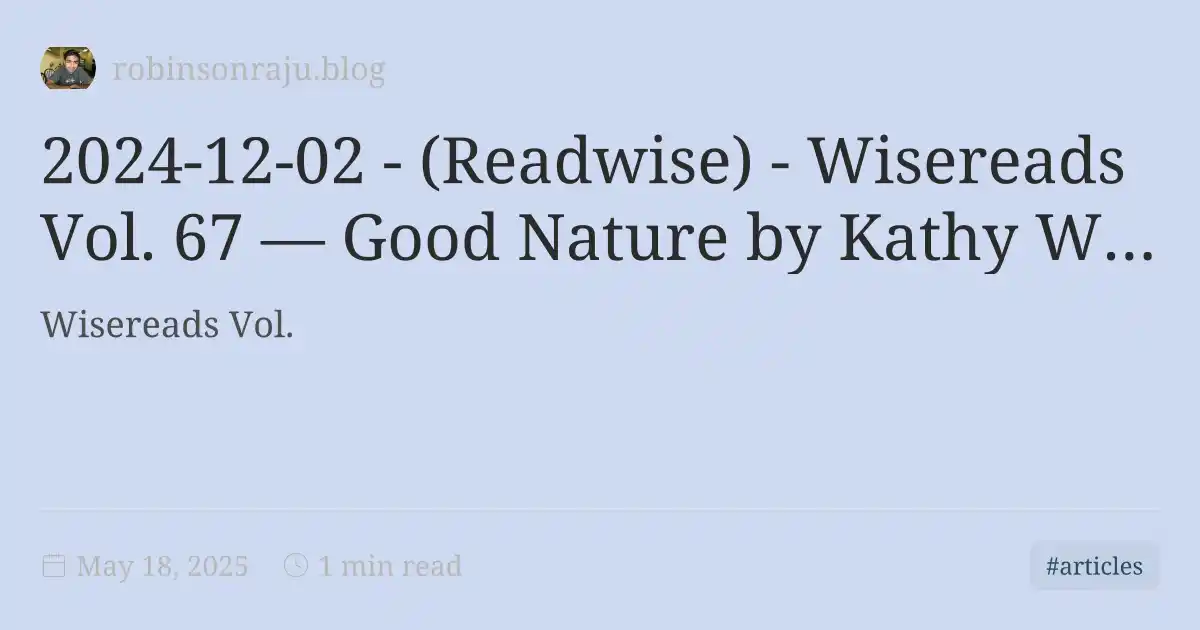 robinsonraju.blog
2024-12-02 - (Readwise) - Wisereads
Vol. 67 — Good Nature by Kathy W...
Wisereads Vol.
May 18, 2025
1 min read
#articles